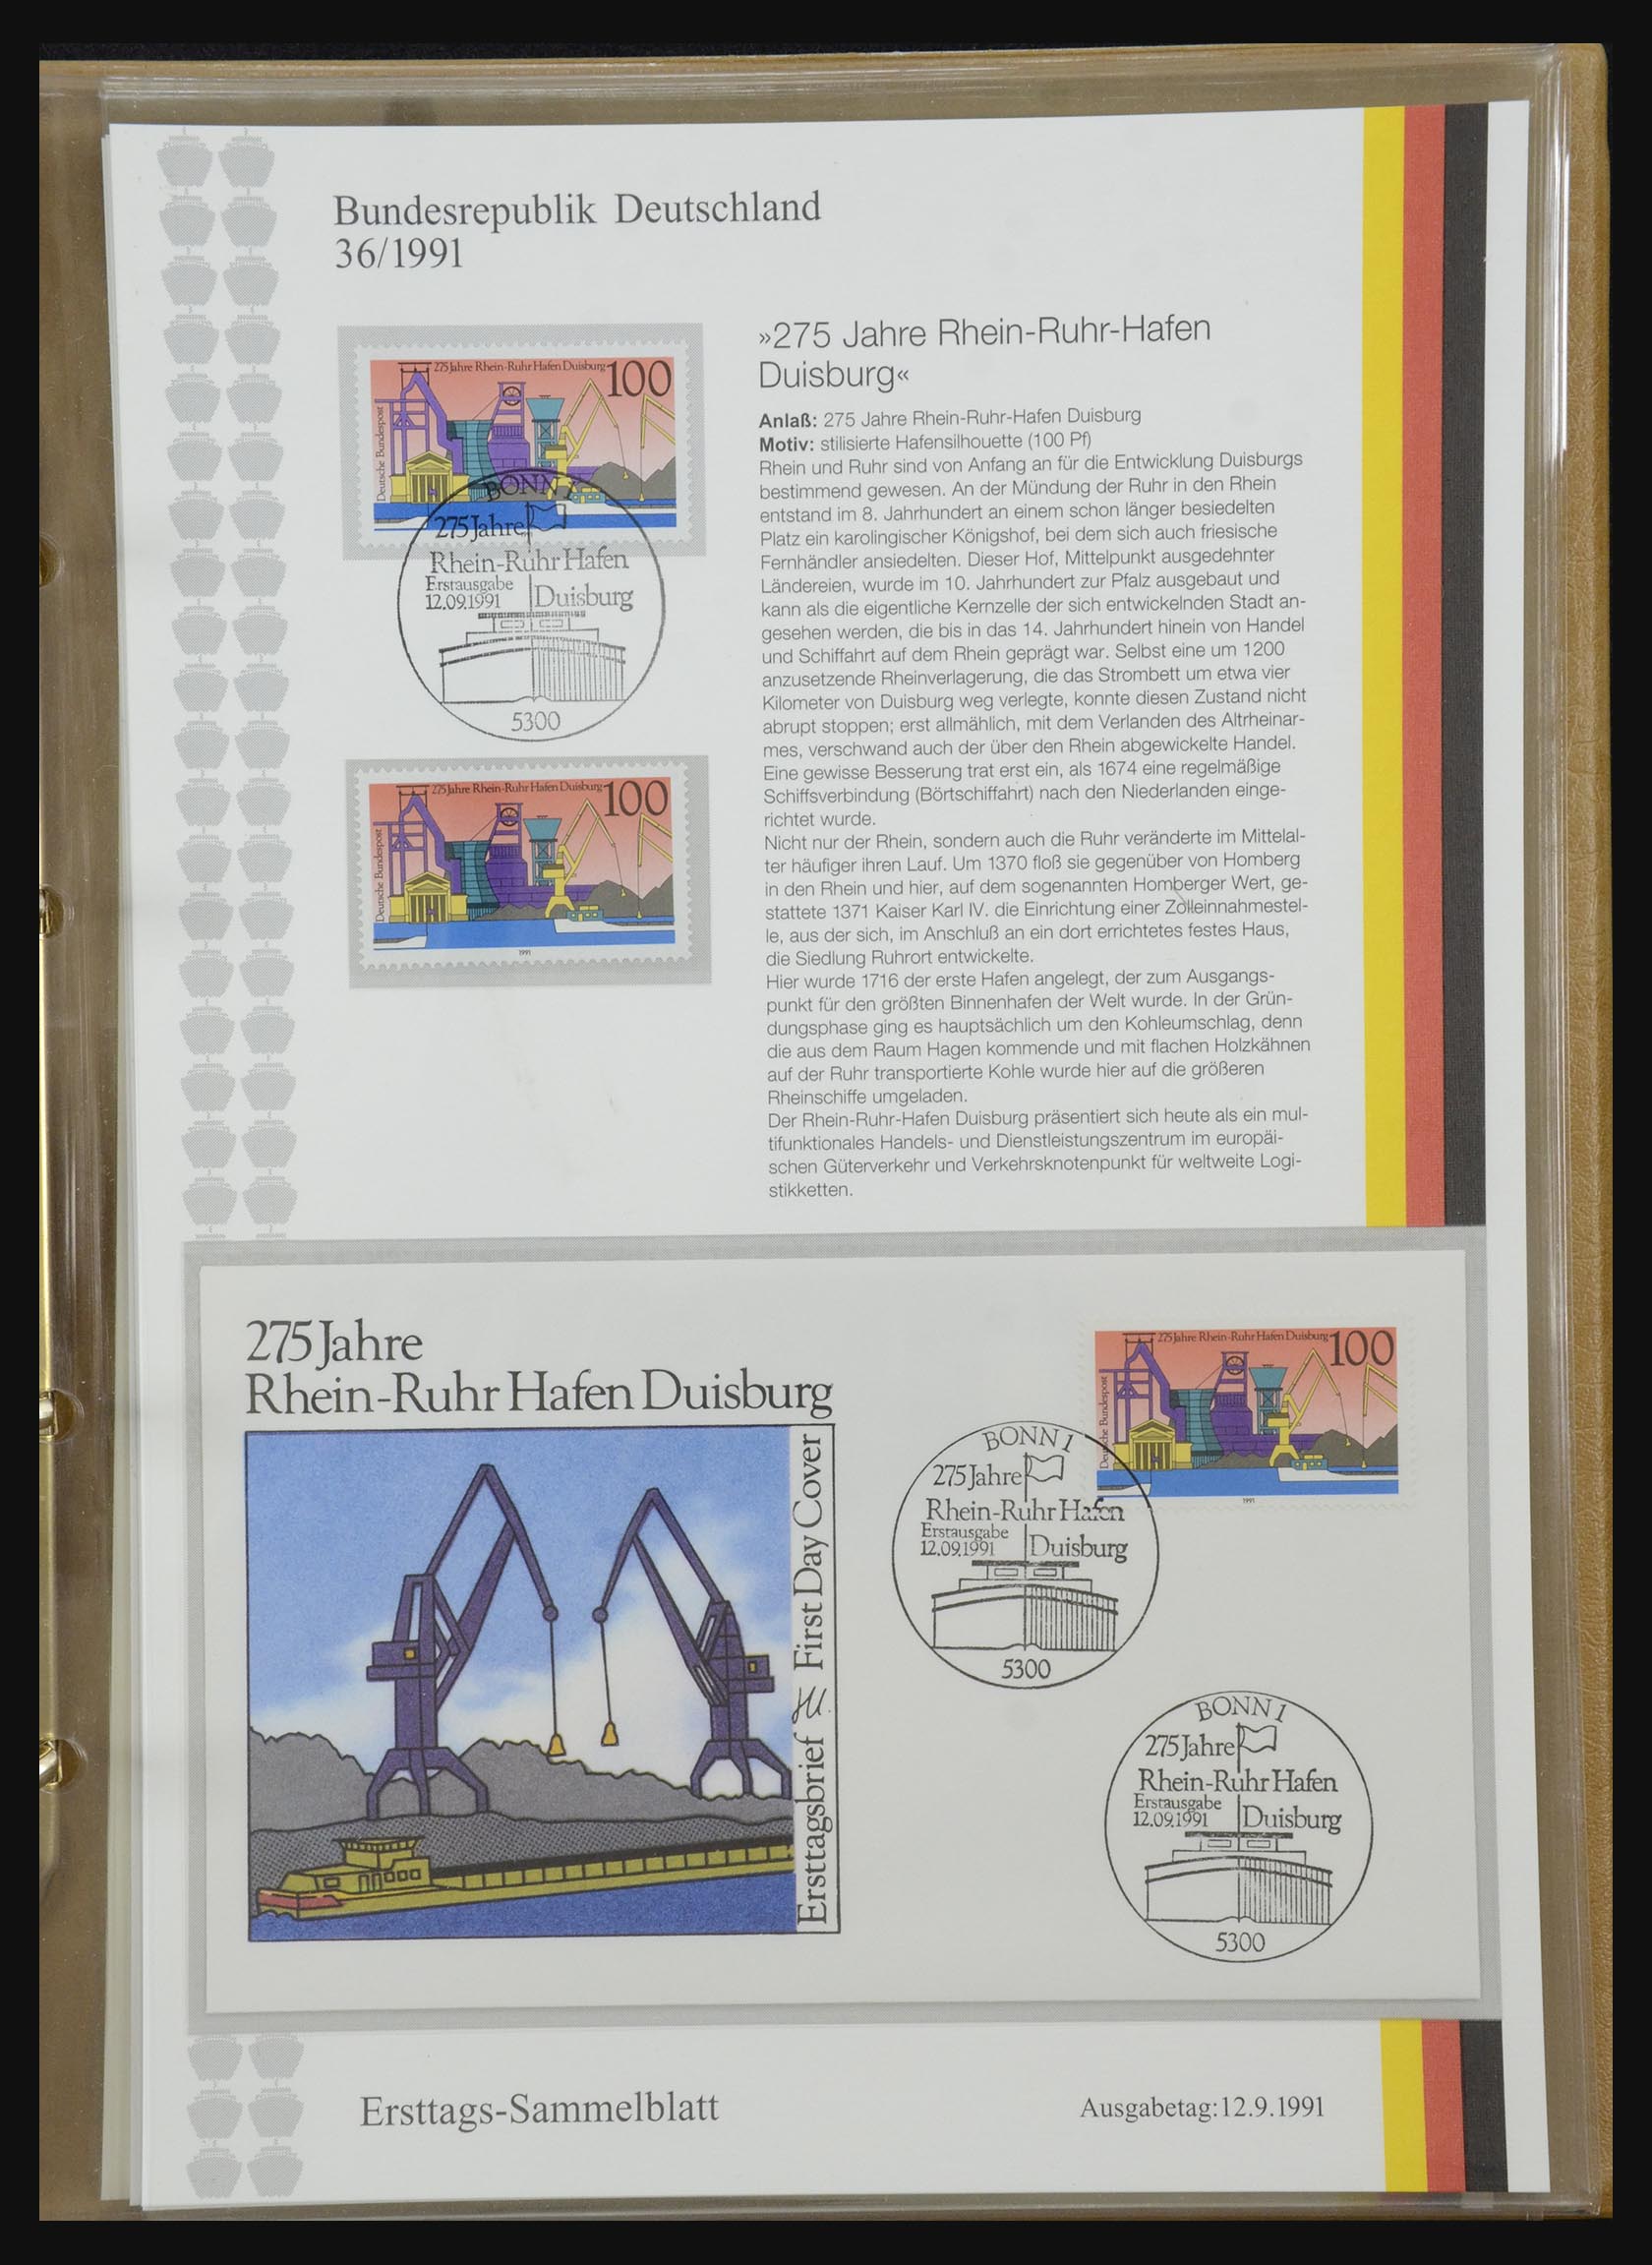 Bundesrepublik Deutschland
36/1991
275 Jahre Rhein-Ruhr Hafen Duisburg
100
Deutsche Bundespost
BONN 1
275 Jahre
Rhein-Ruhr Hafen
Erstausgabe
12.09.1991
Duisburg
5300
275 Jahre Rhein-Ruhr Hafen Duisburg
100
Deutsche Bundespost
1991
»275 Jahre Rhein-Ruhr-Hafen
Duisburg«
Anlaß: 275 Jahre Rhein-Ruhr-Hafen Duisburg
Motiv: stilisierte Hafensilhouette (100 Pf)
Rhein und Ruhr sind von Anfang an für die Entwicklung Duisburgs
bestimmend gewesen. An der Mündung der Ruhr in den Rhein
entstand im 8. Jahrhundert an einem schon länger besiedelten
Platz ein karolingischer Königshof, bei dem sich auch friesische
Fernhändler ansiedelten. Dieser Hof, Mittelpunkt ausgedehnter
Ländereien, wurde im 10. Jahrhundert zur Pfalz ausgebaut und
kann als die eigentliche Kernzelle der sich entwickelnden Stadt an-
gesehen werden, die bis in das 14. Jahrhundert hinein von Handel
und Schiffahrt auf dem Rhein geprägt war. Selbst eine um 1200
anzusetzende Rheinverlagerung, die das Strombett um etwa vier
Kilometer von Duisburg weg verlegte, konnte diesen Zustand nicht
abrupt stoppen; erst allmählich, mit dem Verlanden des Altrheinar-
mes, verschwand auch der über den Rhein abgewickelte Handel.
Eine gewisse Besserung trat erst ein, als 1674 eine regelmäßige
Schiffsverbindung (Börtschiffahrt) nach den Niederlanden einge-
richtet wurde.
Nicht nur der Rhein, sondern auch die Ruhr veränderte im Mittelal-
ter häufiger ihren Lauf. Um 1370 floß sie gegenüber von Homberg
in den Rhein und hier, auf dem sogenannten Homberger Wert, ge-
stattete 1371 Kaiser Karl IV. die Einrichtung einer Zolleinnahmestel-
le, aus der sich, im Anschluß an ein dort errichtetes festes Haus,
die Siedlung Ruhrort entwickelte.
Hier wurde 1716 der erste Hafen angelegt, der zum Ausgangs-
punkt für den größten Binnenhafen der Welt wurde. In der Grün-
dungsphase ging es hauptsächlich um den Kohleumschlag, denn
die aus dem Raum Hagen kommende und mit flachen Holzkähnen
auf der Ruhr transportierte Kohle wurde hier auf die größeren
Rheinschiffe umgeladen.
Der Rhein-Ruhr-Hafen Duisburg präsentiert sich heute als ein mul-
tifunktionales Handels- und Dienstleistungszentrum im europäi-
schen Güterverkehr und Verkehrsknotenpunkt für weltweite Logi-
stikketten.
275 Jahre
Rhein-Ruhr Hafen Duisburg
Ersttagsbrief First Day Cover
275 Jahre Rhein-Ruhr Hafen Duisburg
100
Deutsche Bundespost
1991
BONN 1
275 Jahre
Rhein-Ruhr Hafen
Erstausgabe
12.09.1991
Duisburg
5300
BONN 1
275 Jahre
Rhein-Ruhr Hafen
Erstausgabe
12.09.1991
Duisburg
5300
Ersttags-Sammelblatt
Ausgabetag:12.9.1991